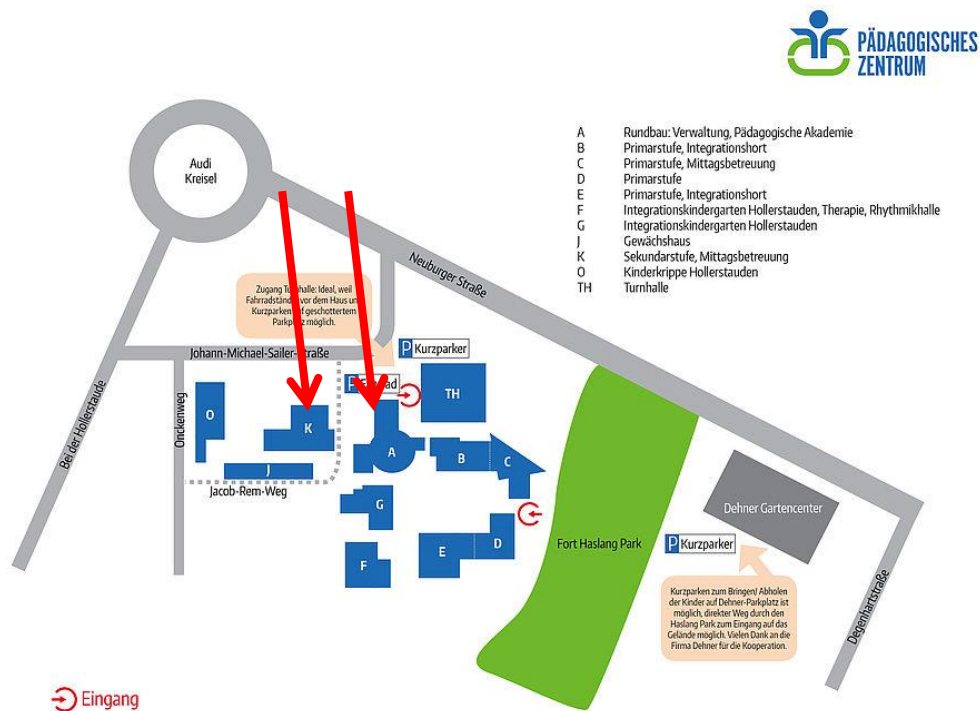 PÄDAGOGISCHES
ZENTRUM
A Rundbau: Verwaltung, Pädagogische Akademie
B Primarstufe, Integrationshort
C Primarstufe, Mittagsbetreuung
D Primarstufe
E Primarstufe, Integrationshort
F Integrationskindergarten Hollerstauden, Therapie, Rhythmikhalle
G Integrationskindergarten Hollerstauden
J Gewächshaus
K Sekundarstufe, Mittagsbetreuung
O Kinderkrippe Hollerstauden
TH Turnhalle
Audi
Kreisel
Neuburger Straße
Zugang Ideal, weil
vor dem Haus
Kurzparken geschottertem
möglich.
Johann-Michael-Sailer-Straße
P Kurzparker
P
TH
O
K
A
B
C
J
Bei der Hollerstaude
Onckenweg
Jacob-Rem-Weg
G
F
E
D
Fort Haslang Park
Dehner Gartencenter
P Kurzparker
Degenhartstraße
Kurzparken zum Bringen/ Abholen
der Kinder auf Dehner-Parkplatz ist
möglich, direkter Weg durch den
Haslang Park zum Eingang auf das
Gelände möglich. Vielen Dank an die
Firma Dehner für die Kooperation.
Eingang